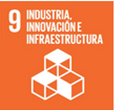 9 INDUSTRIA,
INNOVACIÓN E
INFRAESTRUCTURA